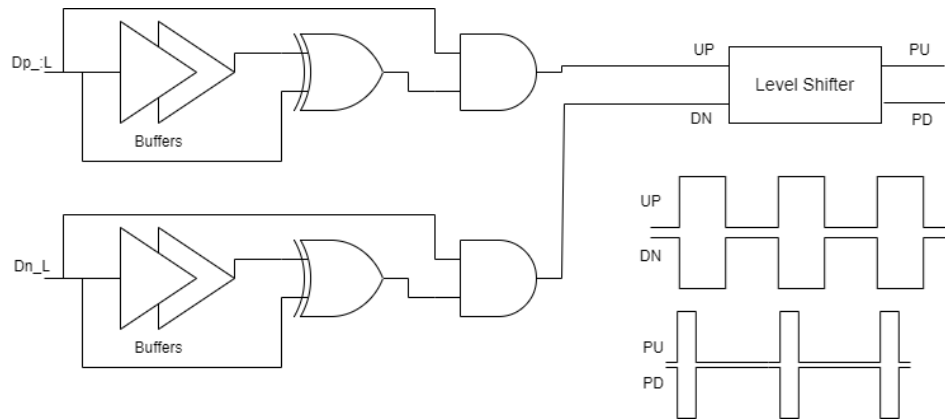 Dp_:L
Buffers
UP
DN
Level Shifter
PU
PD
Dn_L
Buffers
UP
DN
PU
PD